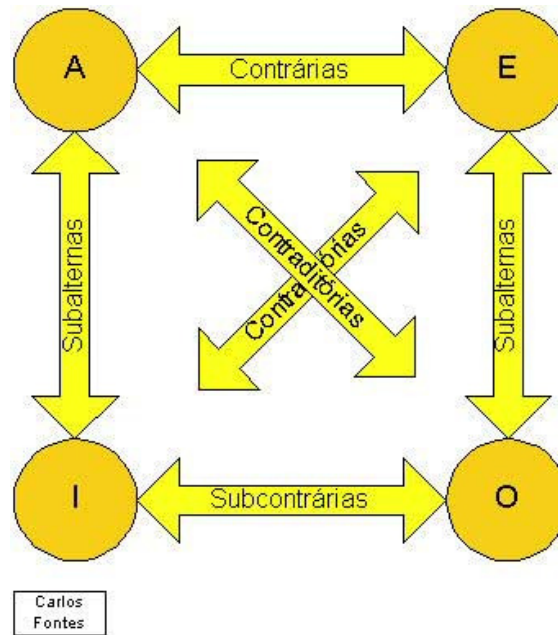 A
Contrárias
E
Subalternas
Contraditórias
Contraditórias
Subalternas
I
Subcontrárias
O
Carlos
Fontes